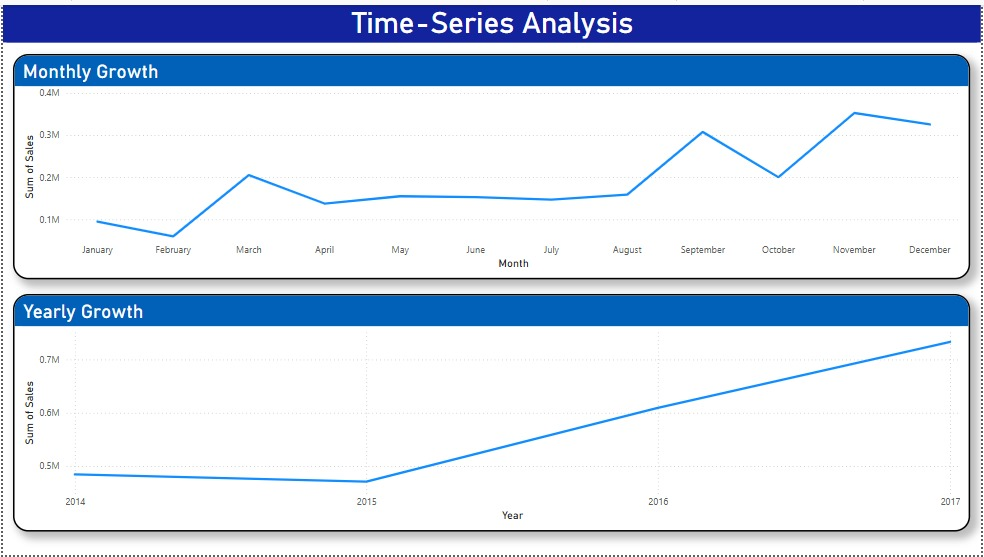 Time-Series Analysis
Monthly Growth
0.4M
0.3M
0.2M
0.1M
Sum of Sales
January February March April May June July August September October November December
Month
Yearly Growth
0.7M
0.6M
0.5M
Sum of Sales
2014 2015 2016 2017
Year